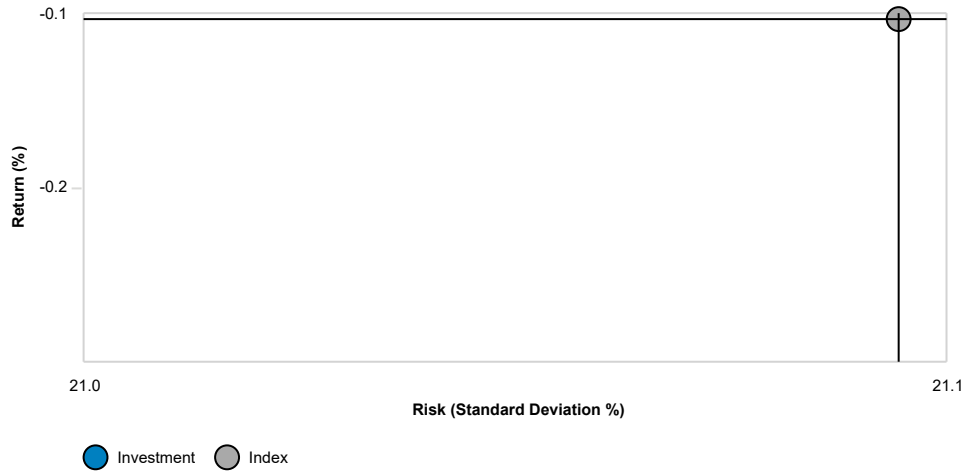 -0.1
Return (%)
-0.2
21.0
21.1
Risk (Standard Deviation %)
Investment Index